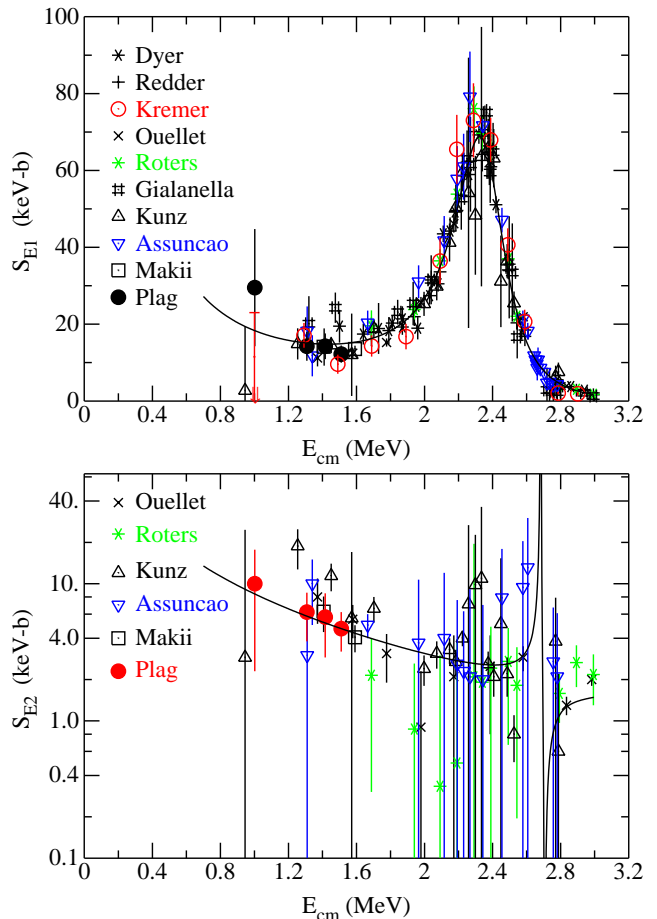 100
80
60
40
20
0
S_E1 (keV-b)
Dyer
Redder
Kremer
Ouellet
Roters
Gialanella
Kunz
Assuncao
Makii
Plag
0 0.4 0.8 1.2 1.6 2 2.4 2.8 3.2
E_cm (MeV)
40.
10.
4.0
1.0
0.4
0.1
S_E2 (keV-b)
Ouellet
Roters
Kunz
Assuncao
Makii
Plag
0 0.4 0.8 1.2 1.6 2 2.4 2.8 3.2
E_cm (MeV)